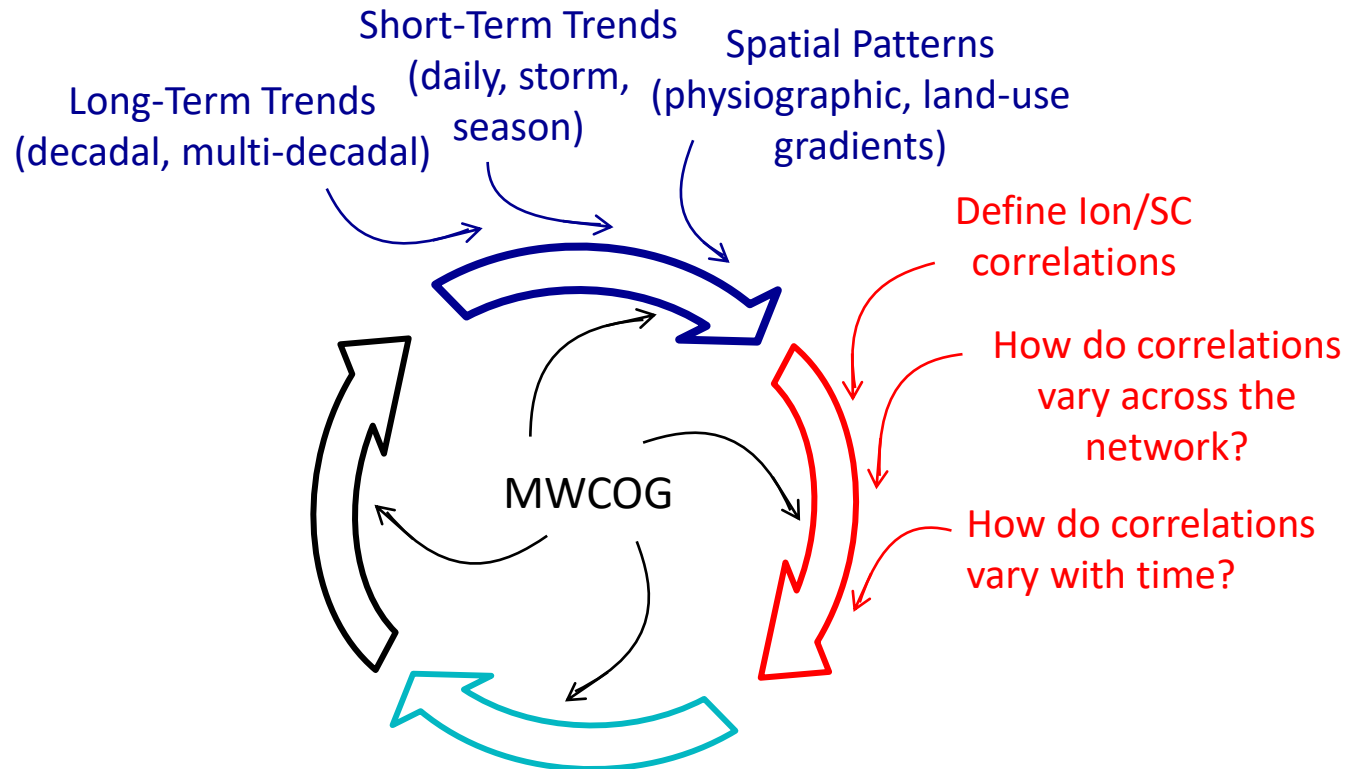 Long-Term Trends
(decadal, multi-decadal)
Short-Term Trends
(daily, storm,
season)
Spatial Patterns
(physiographic, land-use
gradients)
Define Ion/SC
correlations
How do correlations
vary across the
network?
How do correlations
vary with time?
MWCOG